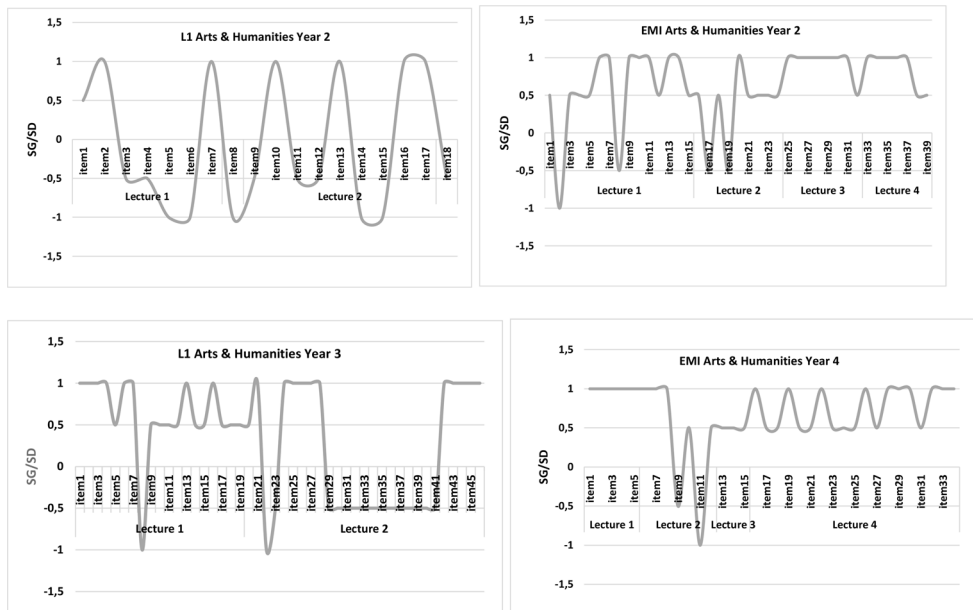 L1 Arts & Humanities Year 2
1,5
1
0,5
0
-0,5
-1
-1,5
SG/SD
item1
item2
item3
item4
item5
item6
item7
item8
item9
item10
item11
item12
item13
item14
item15
item16
item17
item18
Lecture 1
Lecture 2
EMI Arts & Humanities Year 2
1,5
1
0,5
0
-0,5
-1
-1,5
SG/SD
item1
item3
item5
item7
item9
item11
item13
item15
item17
item19
item21
item23
item25
item27
item29
item31
item33
item35
item37
item39
Lecture 1
Lecture 2
Lecture 3
Lecture 4
L1 Arts & Humanities Year 3
1,5
1
0,5
0
-0,5
-1
-1,5
SG/SD
item1
item3
item5
item7
item9
item11
item13
item15
item17
item19
item21
item23
item25
item27
item29
item31
item33
item35
item37
item39
item41
item43
item45
Lecture 1
Lecture 2
EMI Arts & Humanities Year 4
1,5
1
0,5
0
-0,5
-1
-1,5
SG/SD
item1
item3
item5
item7
item9
item11
item13
item15
item17
item19
item21
item23
item25
item27
item29
item31
item33
Lecture 1
Lecture 2
Lecture 3
Lecture 4